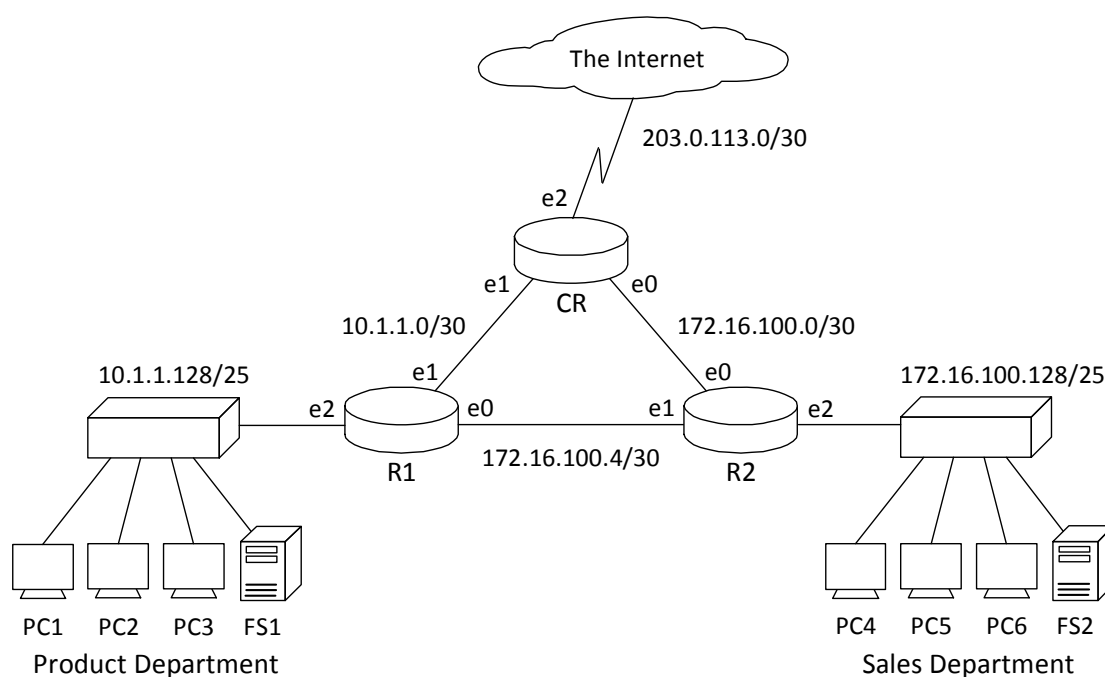 The Internet
203.0.113.0/30
e2
e1
e0
CR
10.1.1.0/30
172.16.100.0/30
10.1.1.128/25
e1
e0
172.16.100.128/25
e2
e0
e1
e2
R1
172.16.100.4/30
R2
PC1
PC2
PC3
FS1
PC4
PC5
PC6
FS2
Product Department
Sales Department